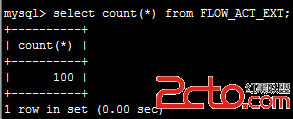 mysql> select count(*) from FLOW_ACT_EXT;
+----------+
| count(*) |
+----------+
| 100 |
+----------+
1 row in set (0.00 sec)
2cto.com